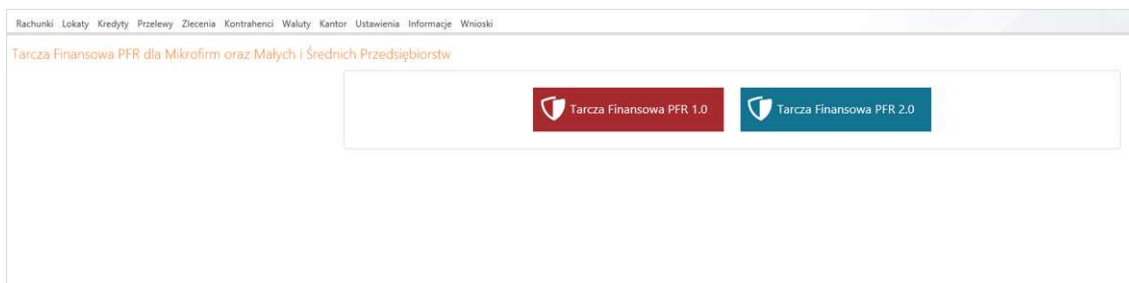 Rachunki Lokaty Kredyty Przelewy Zlecenia Kontrahenci Waluty Kantor Ustawienia Informacje Wnioski
Tarcza Finansowa PFR dla Mikrofirm oraz Małych i Średnich Przedsiębiorstw
Tarcza Finansowa PFR 1.0 Tarcza Finansowa PFR 2.0